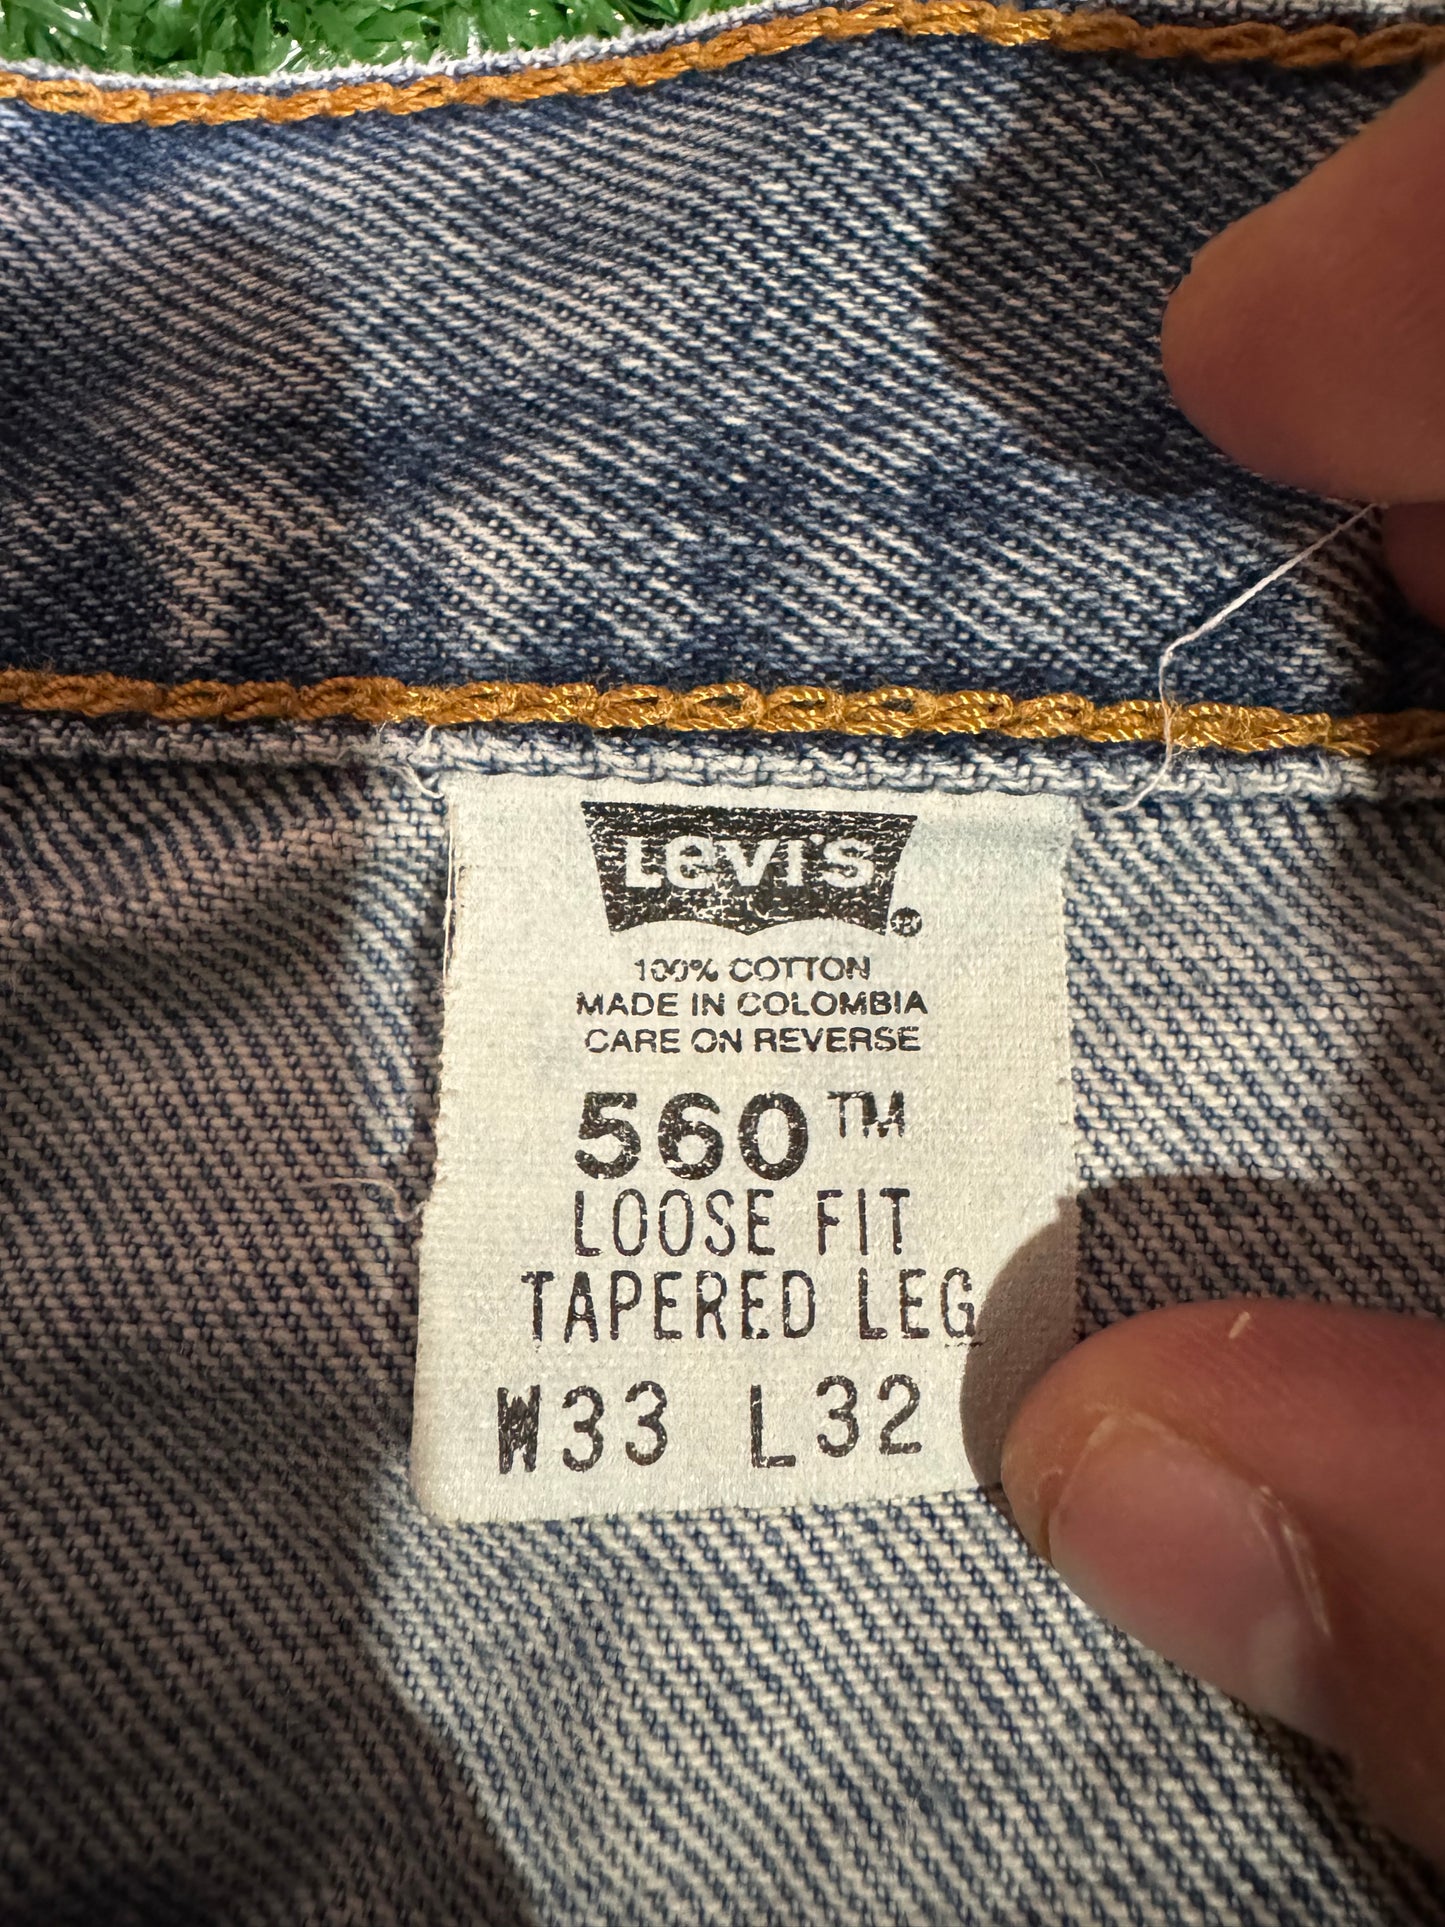 Levi's®
100% COTTON
MADE IN COLOMBIA
CARE ON REVERSE
560™
LOOSE FIT
TAPERED LEG
W33 L32